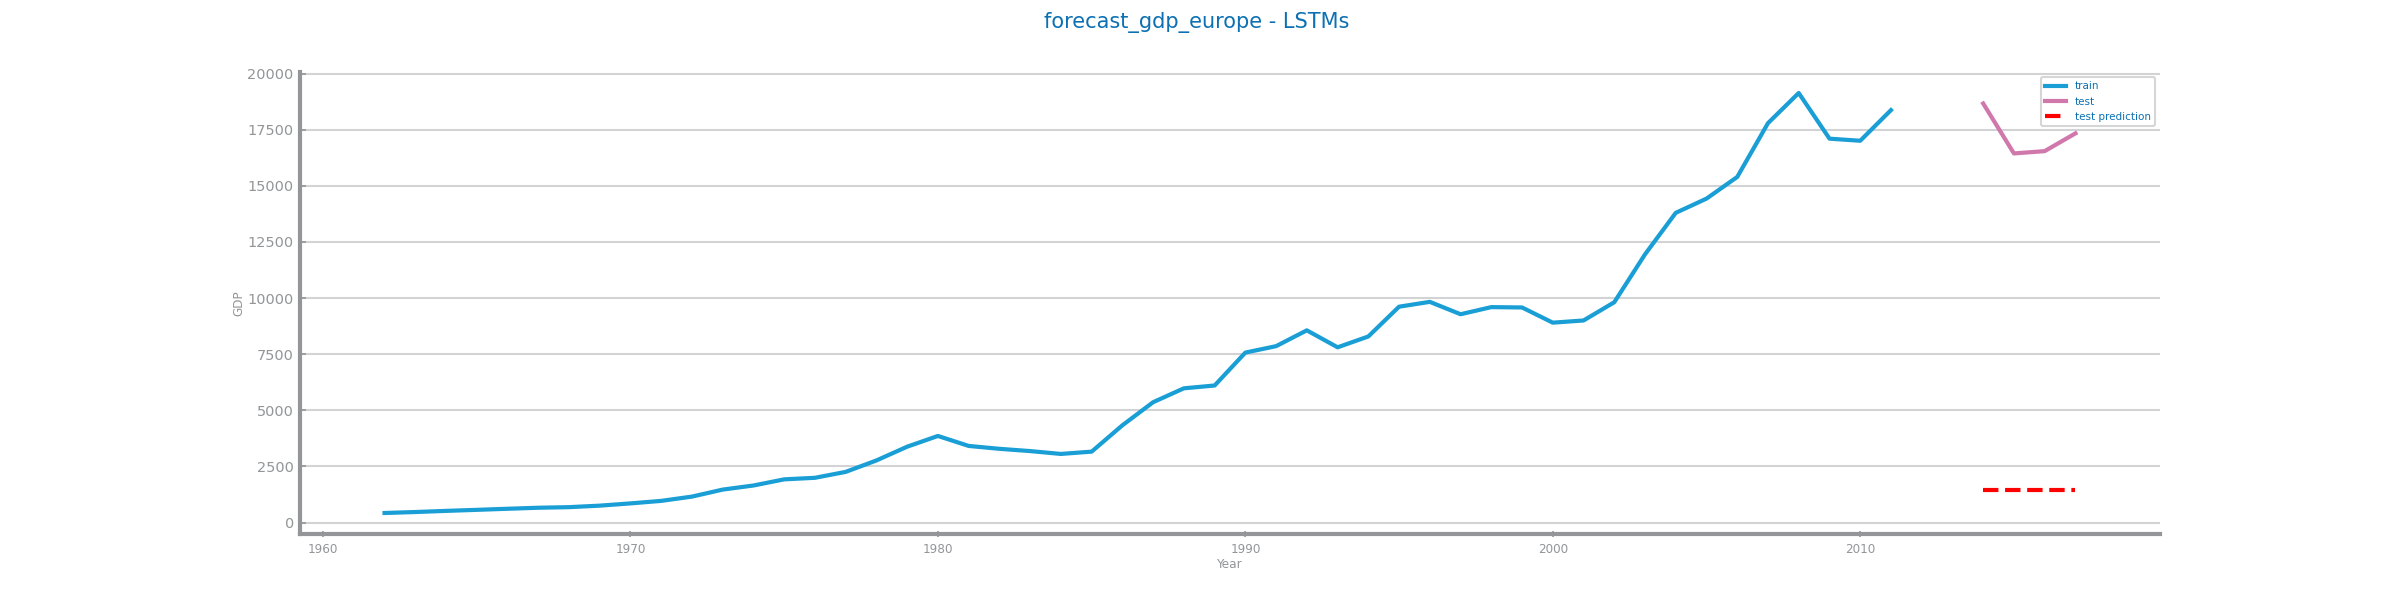 forecast_gdp_europe - LSTMs
20000
17500
15000
12500
10000
7500
5000
2500
0
GDP
train
test
test prediction
1960 1970 1980 1990 2000 2010
Year